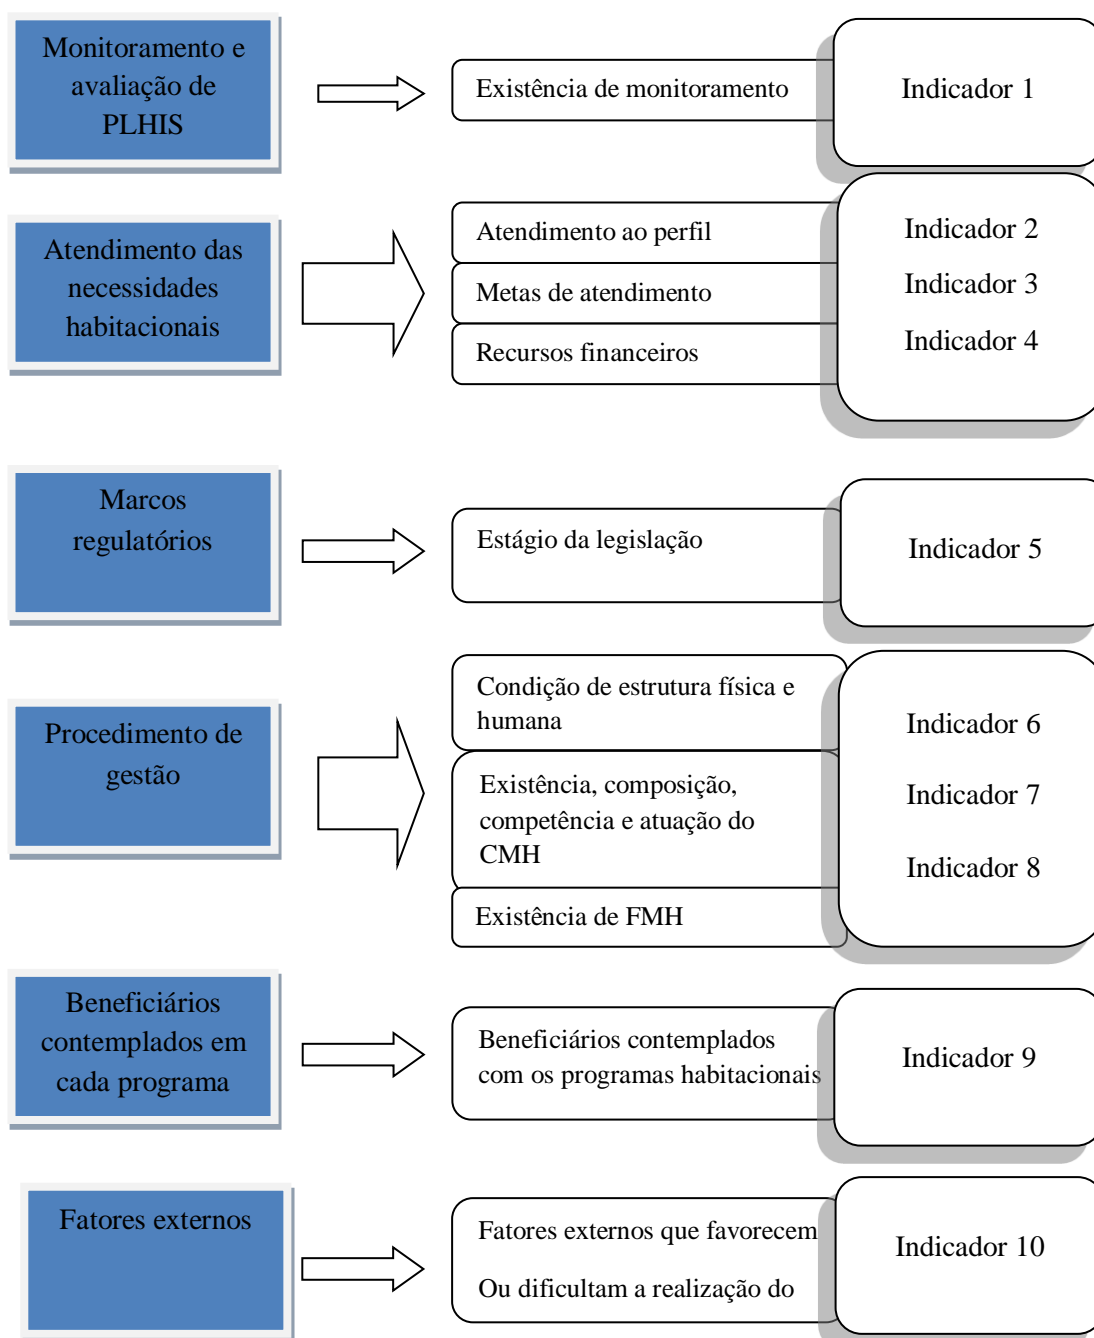 Monitoramento e
avaliação de
PLHIS
Existência de monitoramento
Indicador 1
Atendimento das
necessidades
habitacionais
Atendimento ao perfil
Metas de atendimento
Recursos financeiros
Indicador 2
Indicador 3
Indicador 4
Marcos
regulatórios
Estágio da legislação
Indicador 5
Procedimento de
gestão
Condição de estrutura física e
humana
Existência, composição,
competência e atuação do
CMH
Existência de FMH
Indicador 6
Indicador 7
Indicador 8
Beneficiários
contemplados em
cada programa
Beneficiários contemplados
com os programas habitacionais
Indicador 9
Fatores externos
Fatores externos que favorecem
Ou dificultam a realização do
Indicador 10